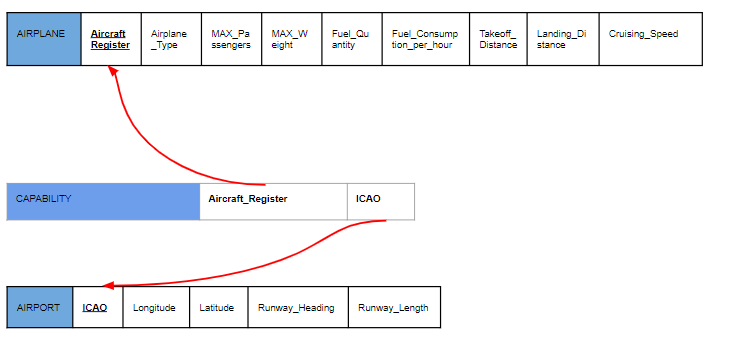 AIRPLANE
Aircraft
Register
Airplane
_Type
MAX_Pa
ssengers
MAX_W
eight
Fuel_Qu
antity
Fuel_Consump
tion_per_hour
Takeoff_
Distance
Landing_Di
stance
Cruising_Speed
CAPABILITY
Aircraft_Register
ICAO
AIRPORT
ICAO
Longitude
Latitude
Runway_Heading
Runway_Length